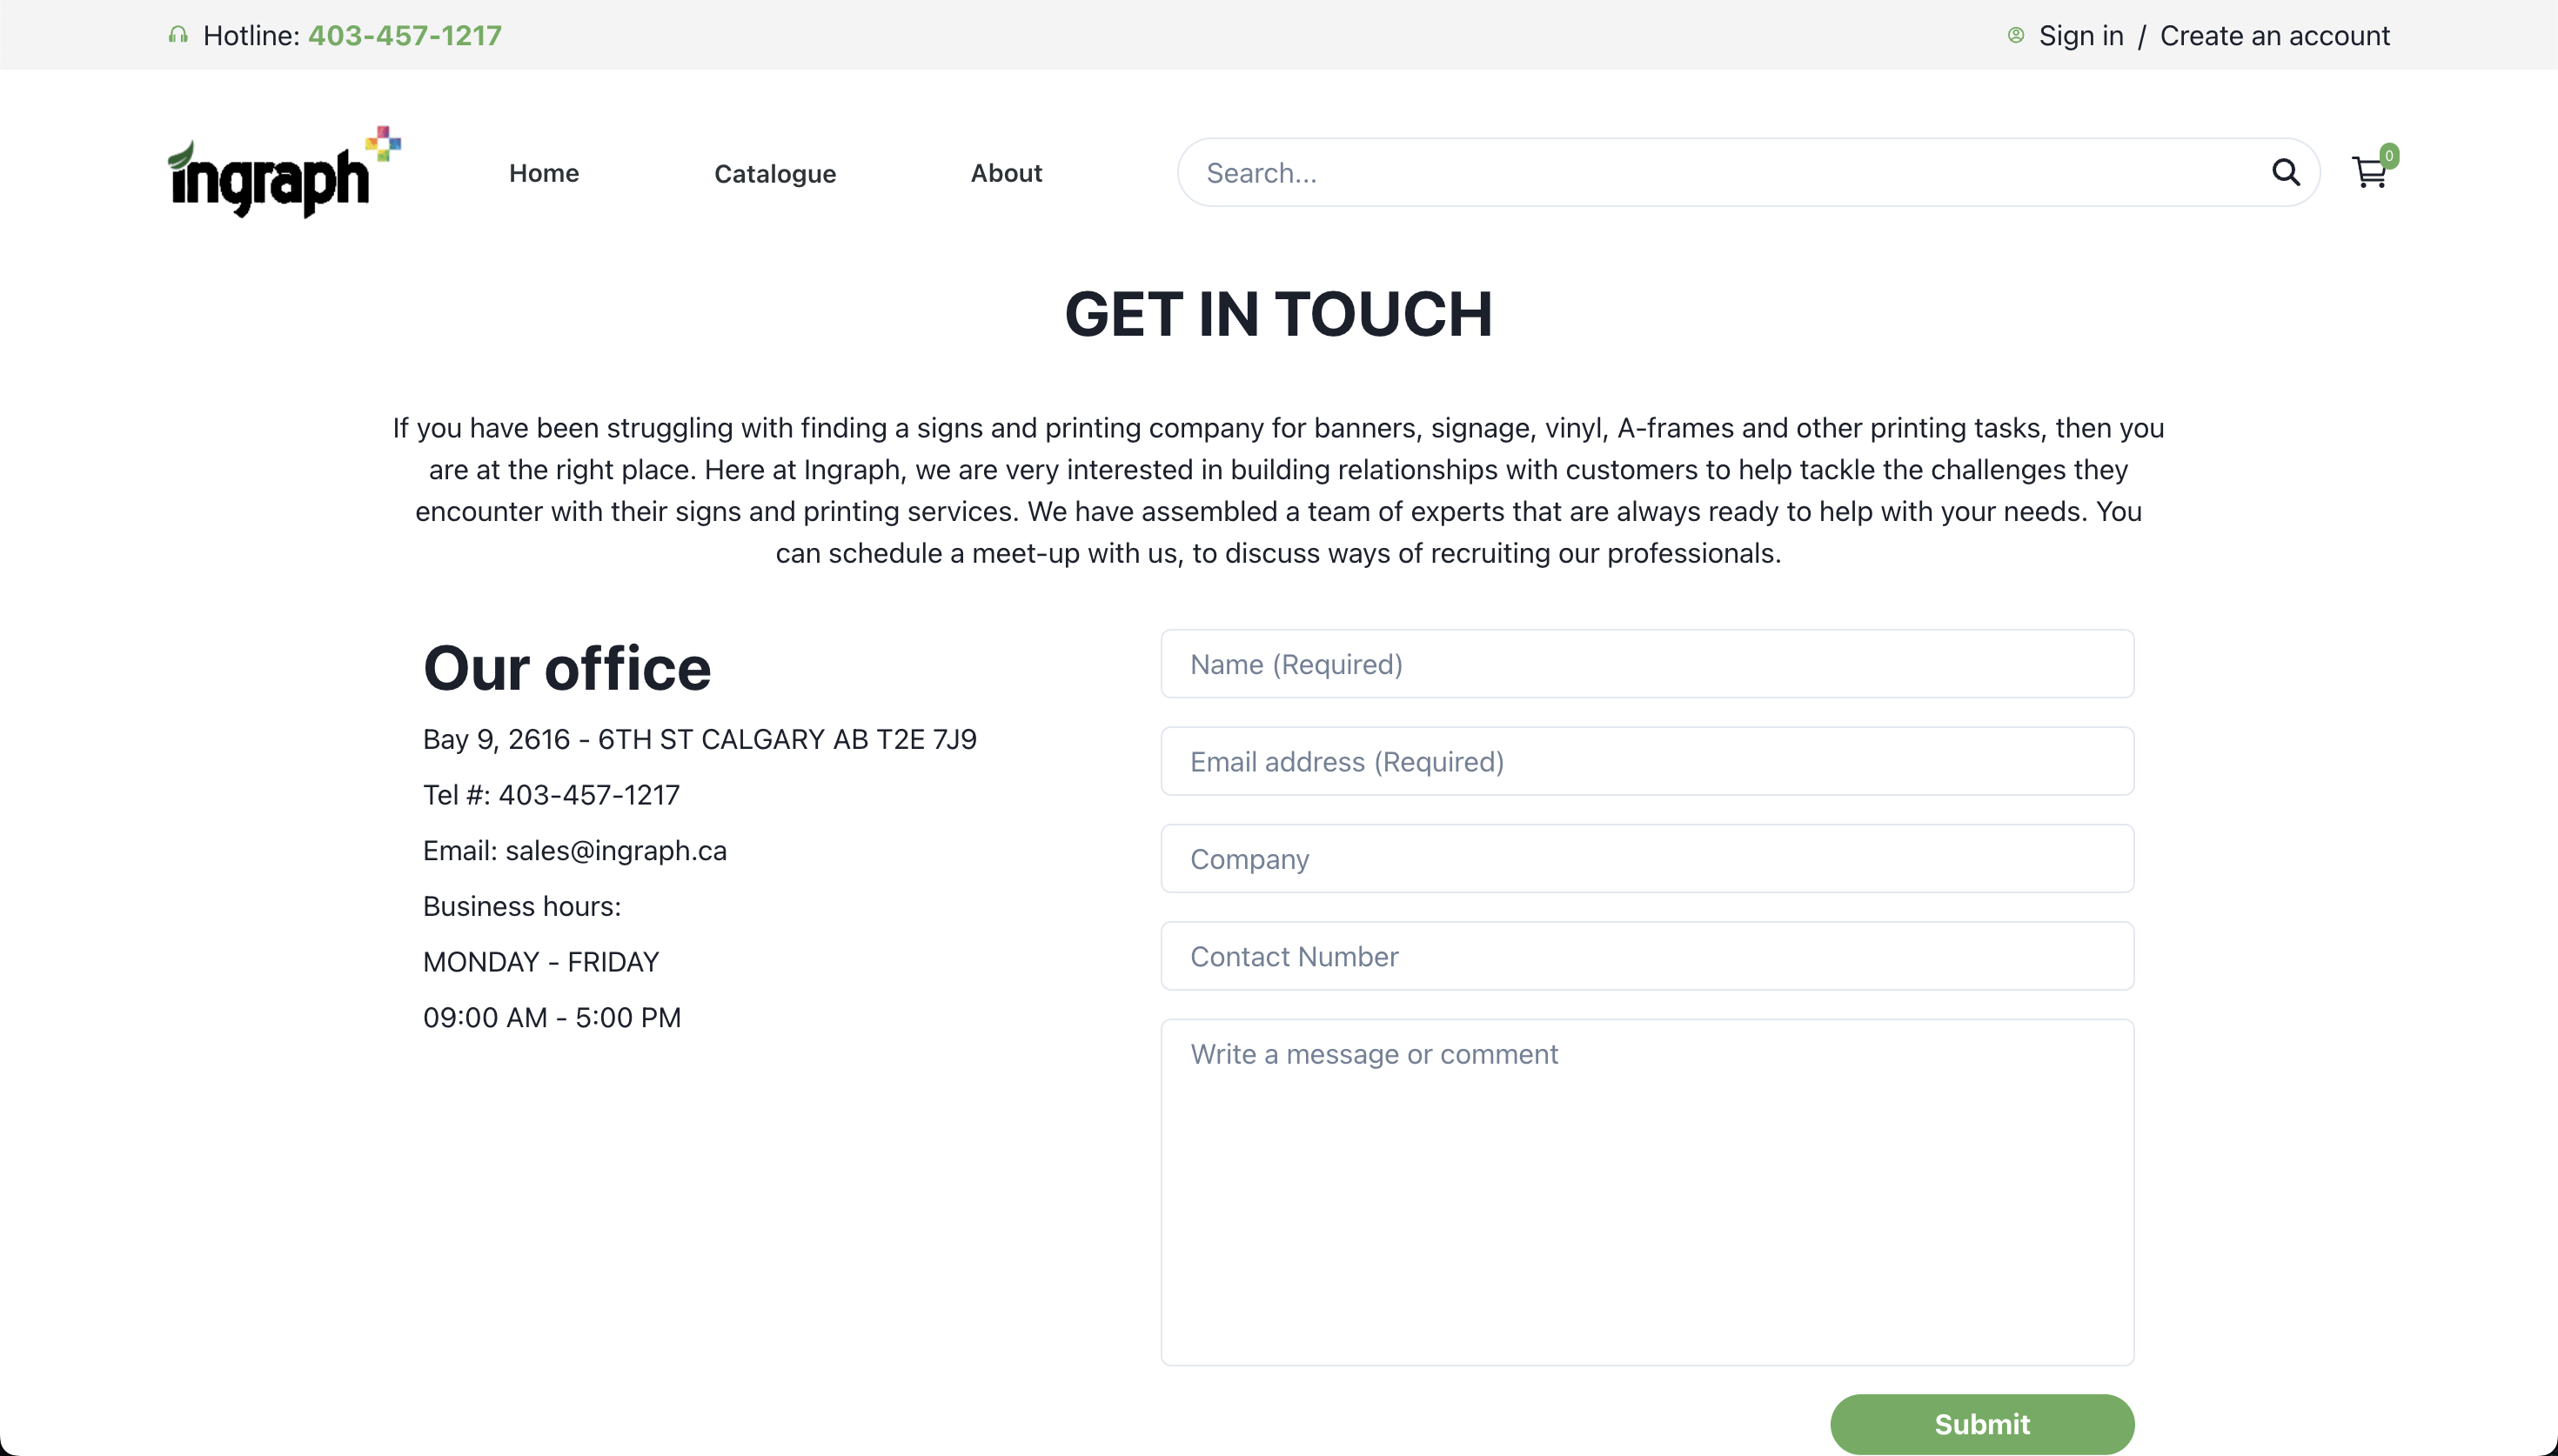 Hotline: 403-457-1217
Sign in / Create an account
ingraph
Home
Catalogue
About
Search...
0
GET IN TOUCH
If you have been struggling with finding a signs and printing company for banners, signage, vinyl, A-frames and other printing tasks, then you
are at the right place. Here at Ingraph, we are very interested in building relationships with customers to help tackle the challenges they
encounter with their signs and printing services. We have assembled a team of experts that are always ready to help with your needs. You
can schedule a meet-up with us, to discuss ways of recruiting our professionals.
Our office
Bay 9, 2616 - 6TH ST CALGARY AB T2E 7J9
Tel #: 403-457-1217
Email: sales@ingraph.ca
Business hours:
MONDAY - FRIDAY
09:00 AM - 5:00 PM
Name (Required)
Email address (Required)
Company
Contact Number
Write a message or comment
Submit